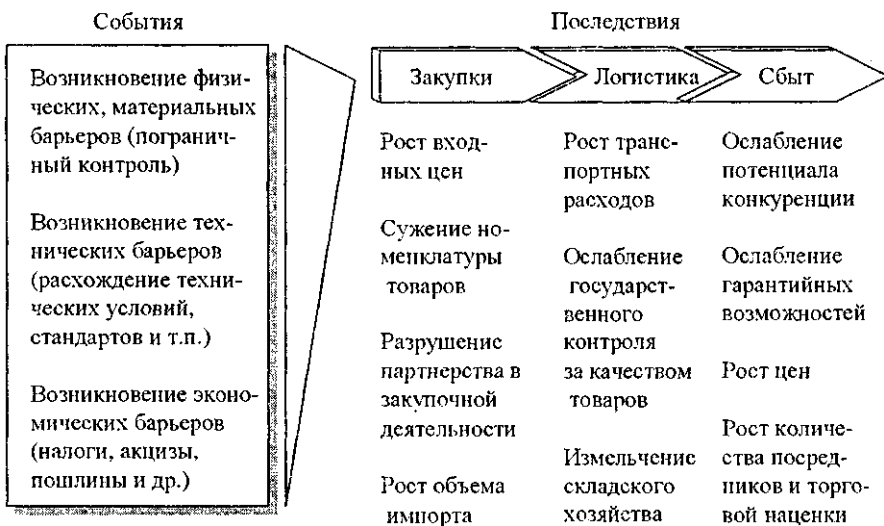 События
Возникновение физи-
ческих, материальных
барьеров (погранич-
ный контроль)
Возникновение тех-
нических барьеров
(расхождение техни-
ческих условий,
стандартов и т.п.)
Возникновение эконо-
мических барьеров
(налоги, акцизы,
пошлины и др.)
Последствия
Закупки
Логистика
Сбыт
Рост вход-
ных цен
Сужение но-
менклатуры
товаров
Разрушение
партнерства в
закупочной
деятельности
Рост объема
импорта
Рост транс-
портных
расходов
Ослабление
государст-
венного
контроля
за качеством
товаров
Измельчение
складского
хозяйства
Ослабление
потенциала
конкуренции
Ослабление
гарантийных
возможностей
Рост цен
Рост количе-
ства посред-
ников и торго-
вой наценки